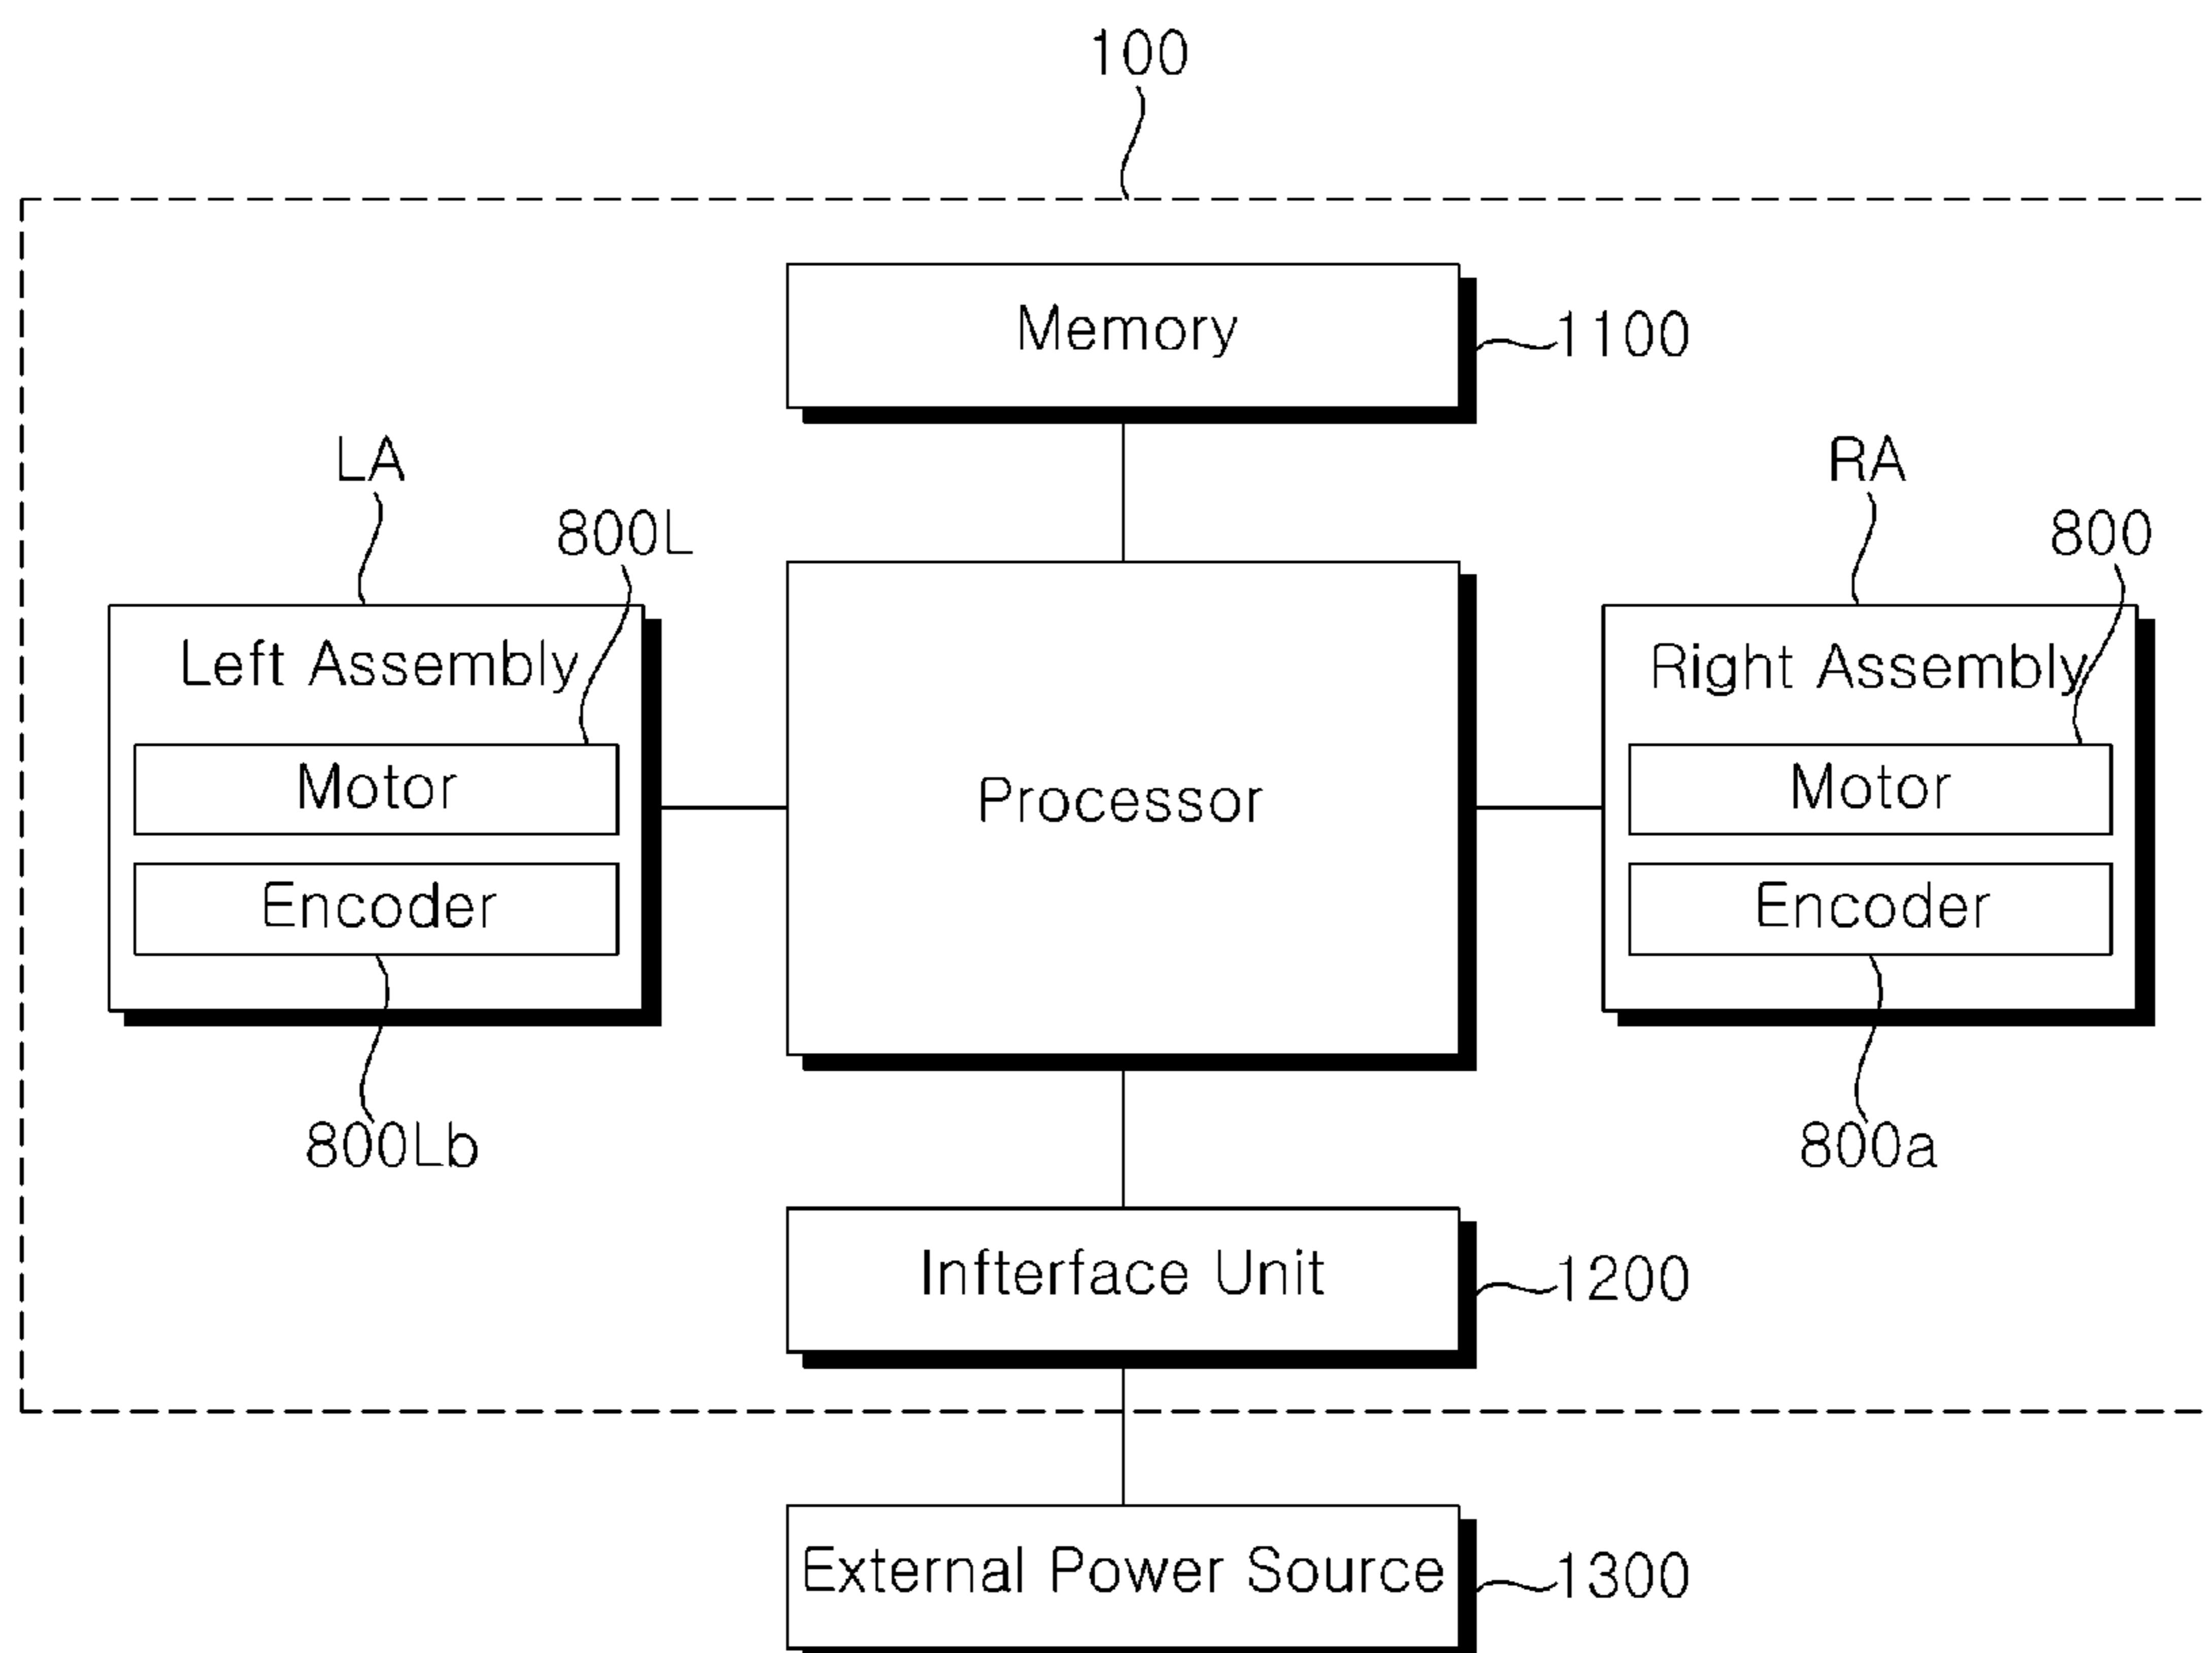 100
Memory
1100
LA
RA
800L
800
Left Assembly
Right Assembly
Motor
Processor
Motor
Encoder
Encoder
800Lb
800a
Infterface Unit
1200
External Power Source
1300